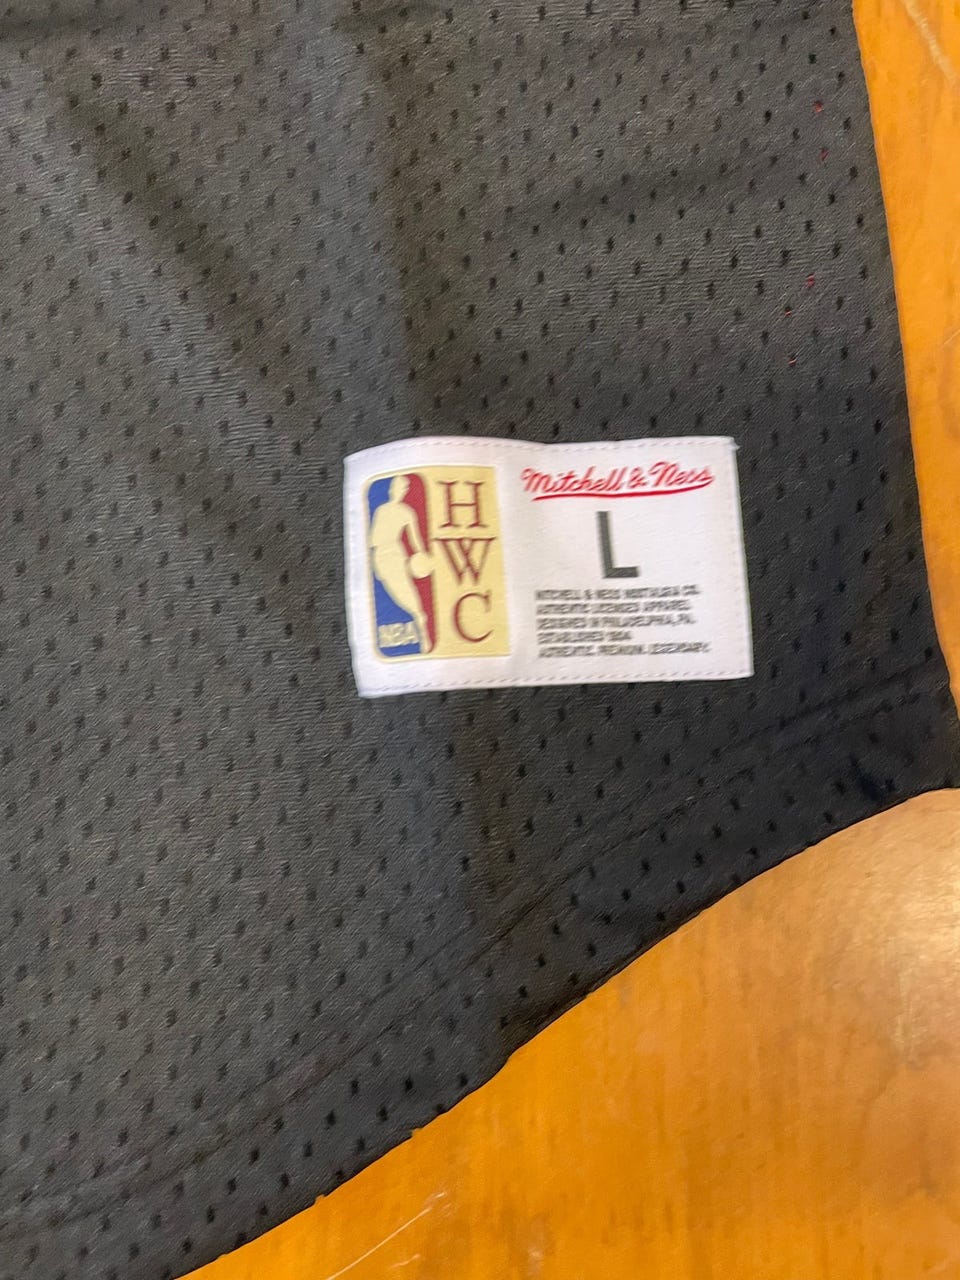 NBA
H
W
C
Mitchell & Ness
L
MITCHELL & NESS NOSTALGIA CO.
AUTHENTIC LICENSED APPAREL
DESIGNED IN PHILADELPHIA, PA.
ESTABLISHED 1904
AUTHENTIC. PREMIUM. LEGENDARY.